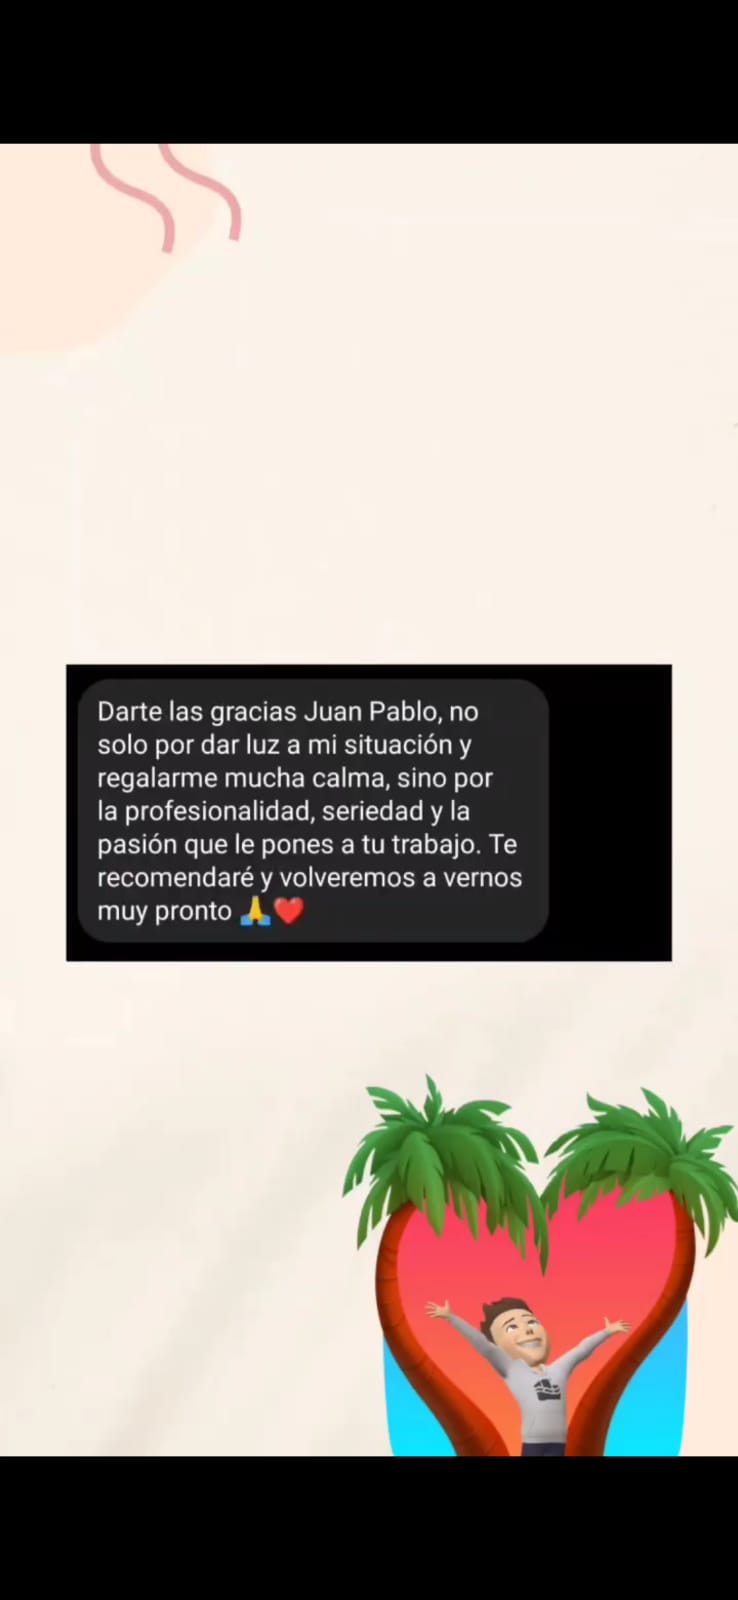 Darte las gracias Juan Pablo, no
solo por dar luz a mi situación y
regalarme mucha calma, sino por
la profesionalidad, seriedad y la
pasión que le pones a tu trabajo. Te
recomendaré y volveremos a vernos
muy pronto 🙏❤️